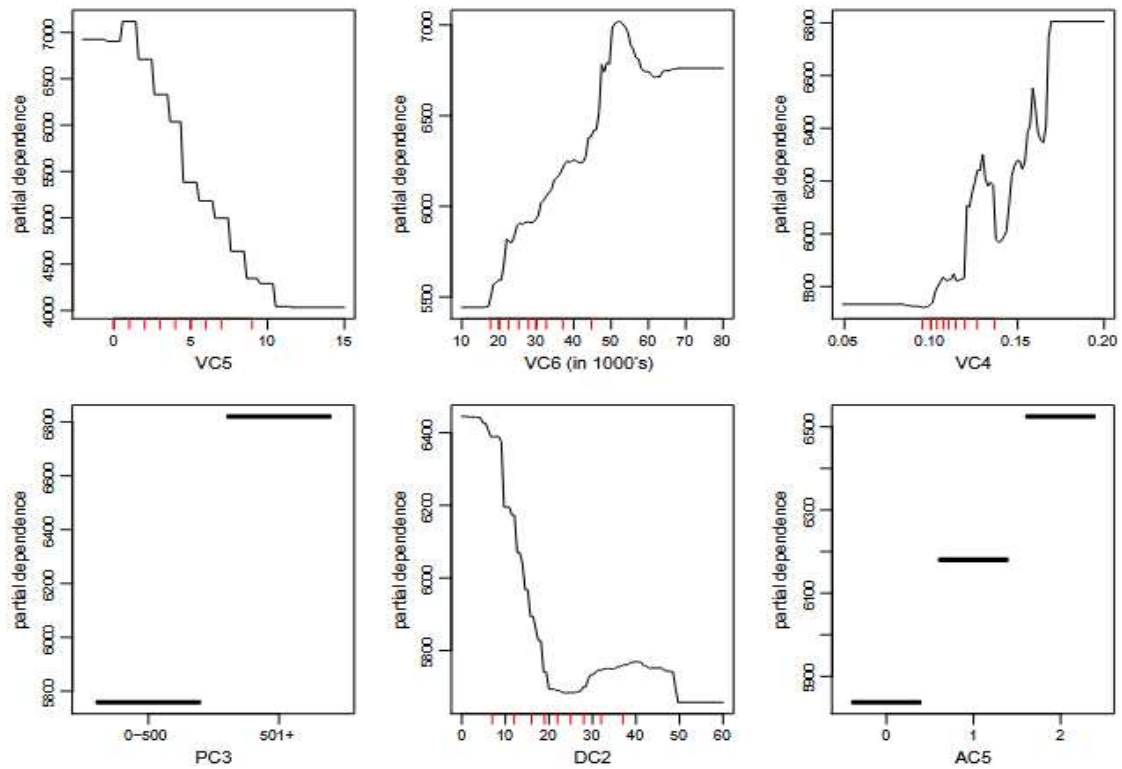 partial dependence
4000 4500 5000 5500 6000 6500 7000
0 5 10 15
VC5
partial dependence
5500 6000 6500 7000
10 20 30 40 50 60 70 80
VC6 (in 1000's)
partial dependence
5800 6000 6200 6400 6600 6800
0.05 0.10 0.15 0.20
VC4
partial dependence
5800 6000 6200 6400 6600 6800
0−500 501+
PC3
partial dependence
5800 6000 6200 6400
0 10 20 30 40 50 60
DC2
partial dependence
5900 6100 6300 6500
0 1 2
AC5